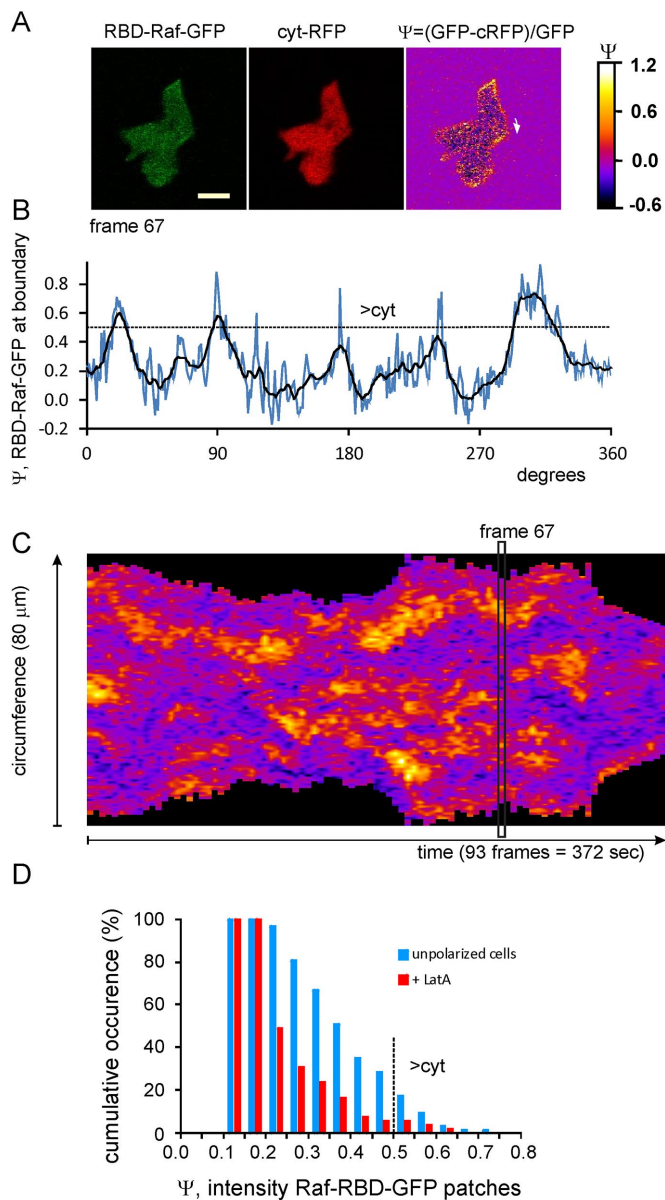 A
RBD-Raf-GFP cyt-RFP Ψ=(GFP-cRFP)/GFP
Ψ
1.2
0.6
0.0
-0.6
frame 67
B
Ψ, RBD-Raf-GFP at boundary
0.8
0.6
0.4
0.2
0.0
-0.2
>cyt
0 90 180 270 360
degrees
C
frame 67
circumference (80 µm)
time (93 frames = 372 sec)
D
cumulative occurence (%)
100
80
60
40
20
0
unpolarized cells
+ LatA
>cyt
0.0 0.1 0.2 0.3 0.4 0.5 0.6 0.7 0.8
Ψ, intensity Raf-RBD-GFP patches